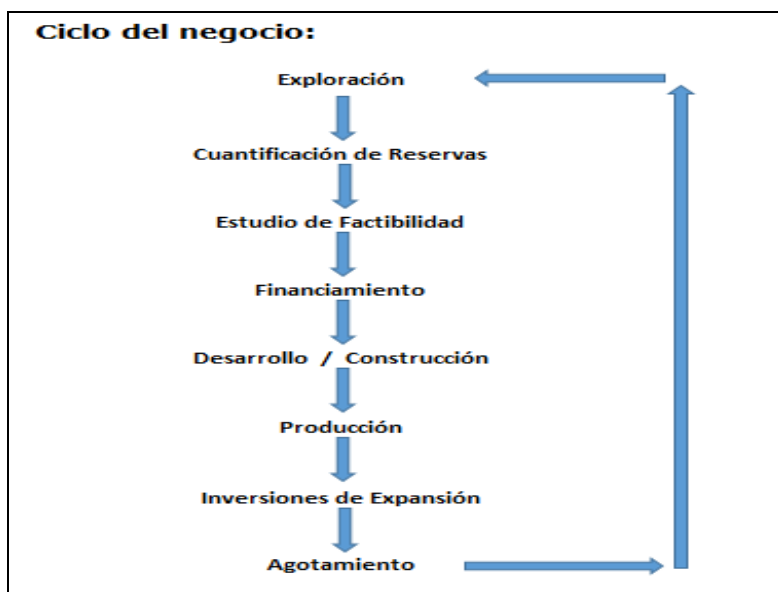 Ciclo del negocio:
Exploración
Cuantificación de Reservas
Estudio de Factibilidad
Financiamiento
Desarrollo / Construcción
Producción
Inversiones de Expansión
Agotamiento